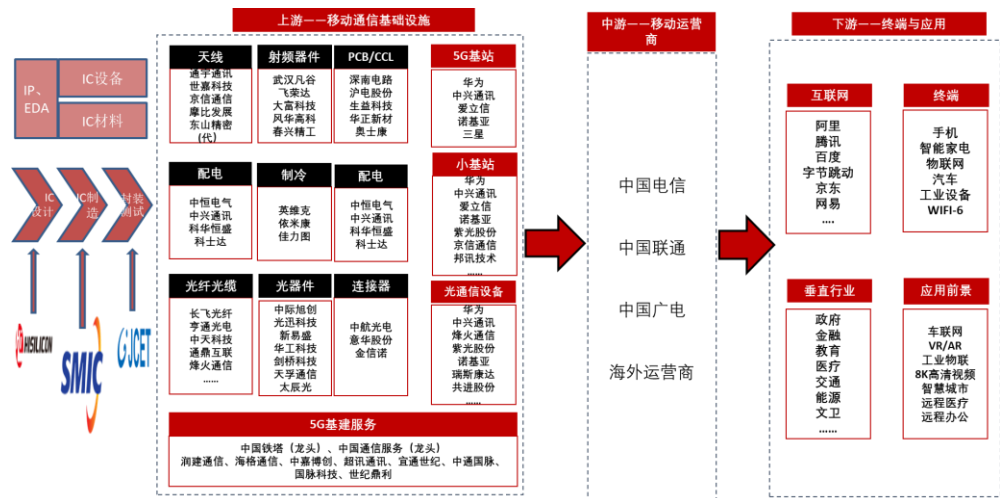 IP、
EDA
IC设备
IC材料
IC
设计
IC制
造
封装
测试
HISILICON
SMIC
JCET
上游——移动通信基础设施
天线
通宇通讯
世嘉科技
京信通信
摩比发展
东山精密
(代)
射频器件
武汉凡谷
飞荣达
大富科技
风华高科
春兴精工
PCB/CCL
深南电路
沪电股份
生益科技
华正新材
奥士康
5G基站
华为
中兴通讯
爱立信
诺基亚
三星
配电
中恒电气
中兴通讯
科华恒盛
科士达
制冷
英维克
依米康
佳力图
配电
中恒电气
中兴通讯
科华恒盛
科士达
小基站
华为
中兴通讯
爱立信
诺基亚
紫光股份
京信通信
邦讯技术
……
光纤光缆
长飞光纤
亨通光电
中天科技
通鼎互联
烽火通信
……
光器件
中际旭创
光迅科技
新易盛
华工科技
剑桥科技
天孚通信
太辰光
连接器
中航光电
意华股份
金信诺
光通信设备
华为
中兴通讯
烽火通信
紫光股份
诺基亚
瑞斯康达
共进股份
……
5G基建服务
中国铁塔（龙头）、中国通信服务（龙头）
润建通信、海格通信、中嘉博创、超讯通讯、宜通世纪、中通国脉、
国脉科技、世纪鼎利
中游——移动运营
商
中国电信
中国联通
中国广电
海外运营商
下游——终端与应用
互联网
阿里
腾讯
百度
字节跳动
京东
网易
….
终端
手机
智能家电
物联网
汽车
工业设备
WIFI-6
垂直行业
政府
金融
教育
医疗
交通
能源
文卫
……
应用前景
车联网
VR/AR
工业物联
8K高清视频
智慧城市
远程医疗
远程办公